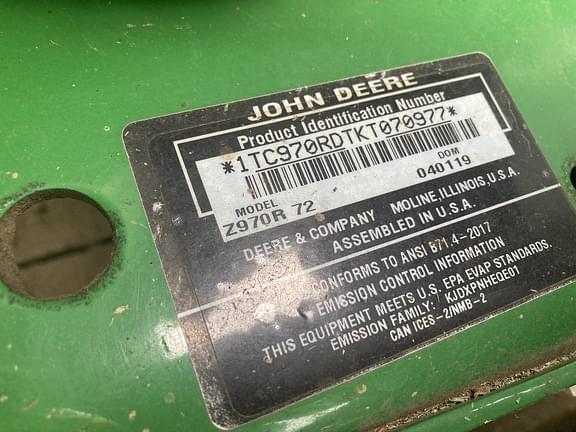 JOHN DEERE
Product Identification Number
*1TC970RDTKT070977*
MODEL DOM
Z970R 72 040119
DEERE & COMPANY MOLINE, ILLINOIS, U.S.A.
ASSEMBLED IN U.S.A.
CONFORMS TO ANSI B71.4-2017
EMISSION CONTROL INFORMATION
THIS EQUIPMENT MEETS U.S. EPA EVAP STANDARDS.
EMISSION FAMILY: KJDXPNHEQE01
CAN ICES-2/NMB-2